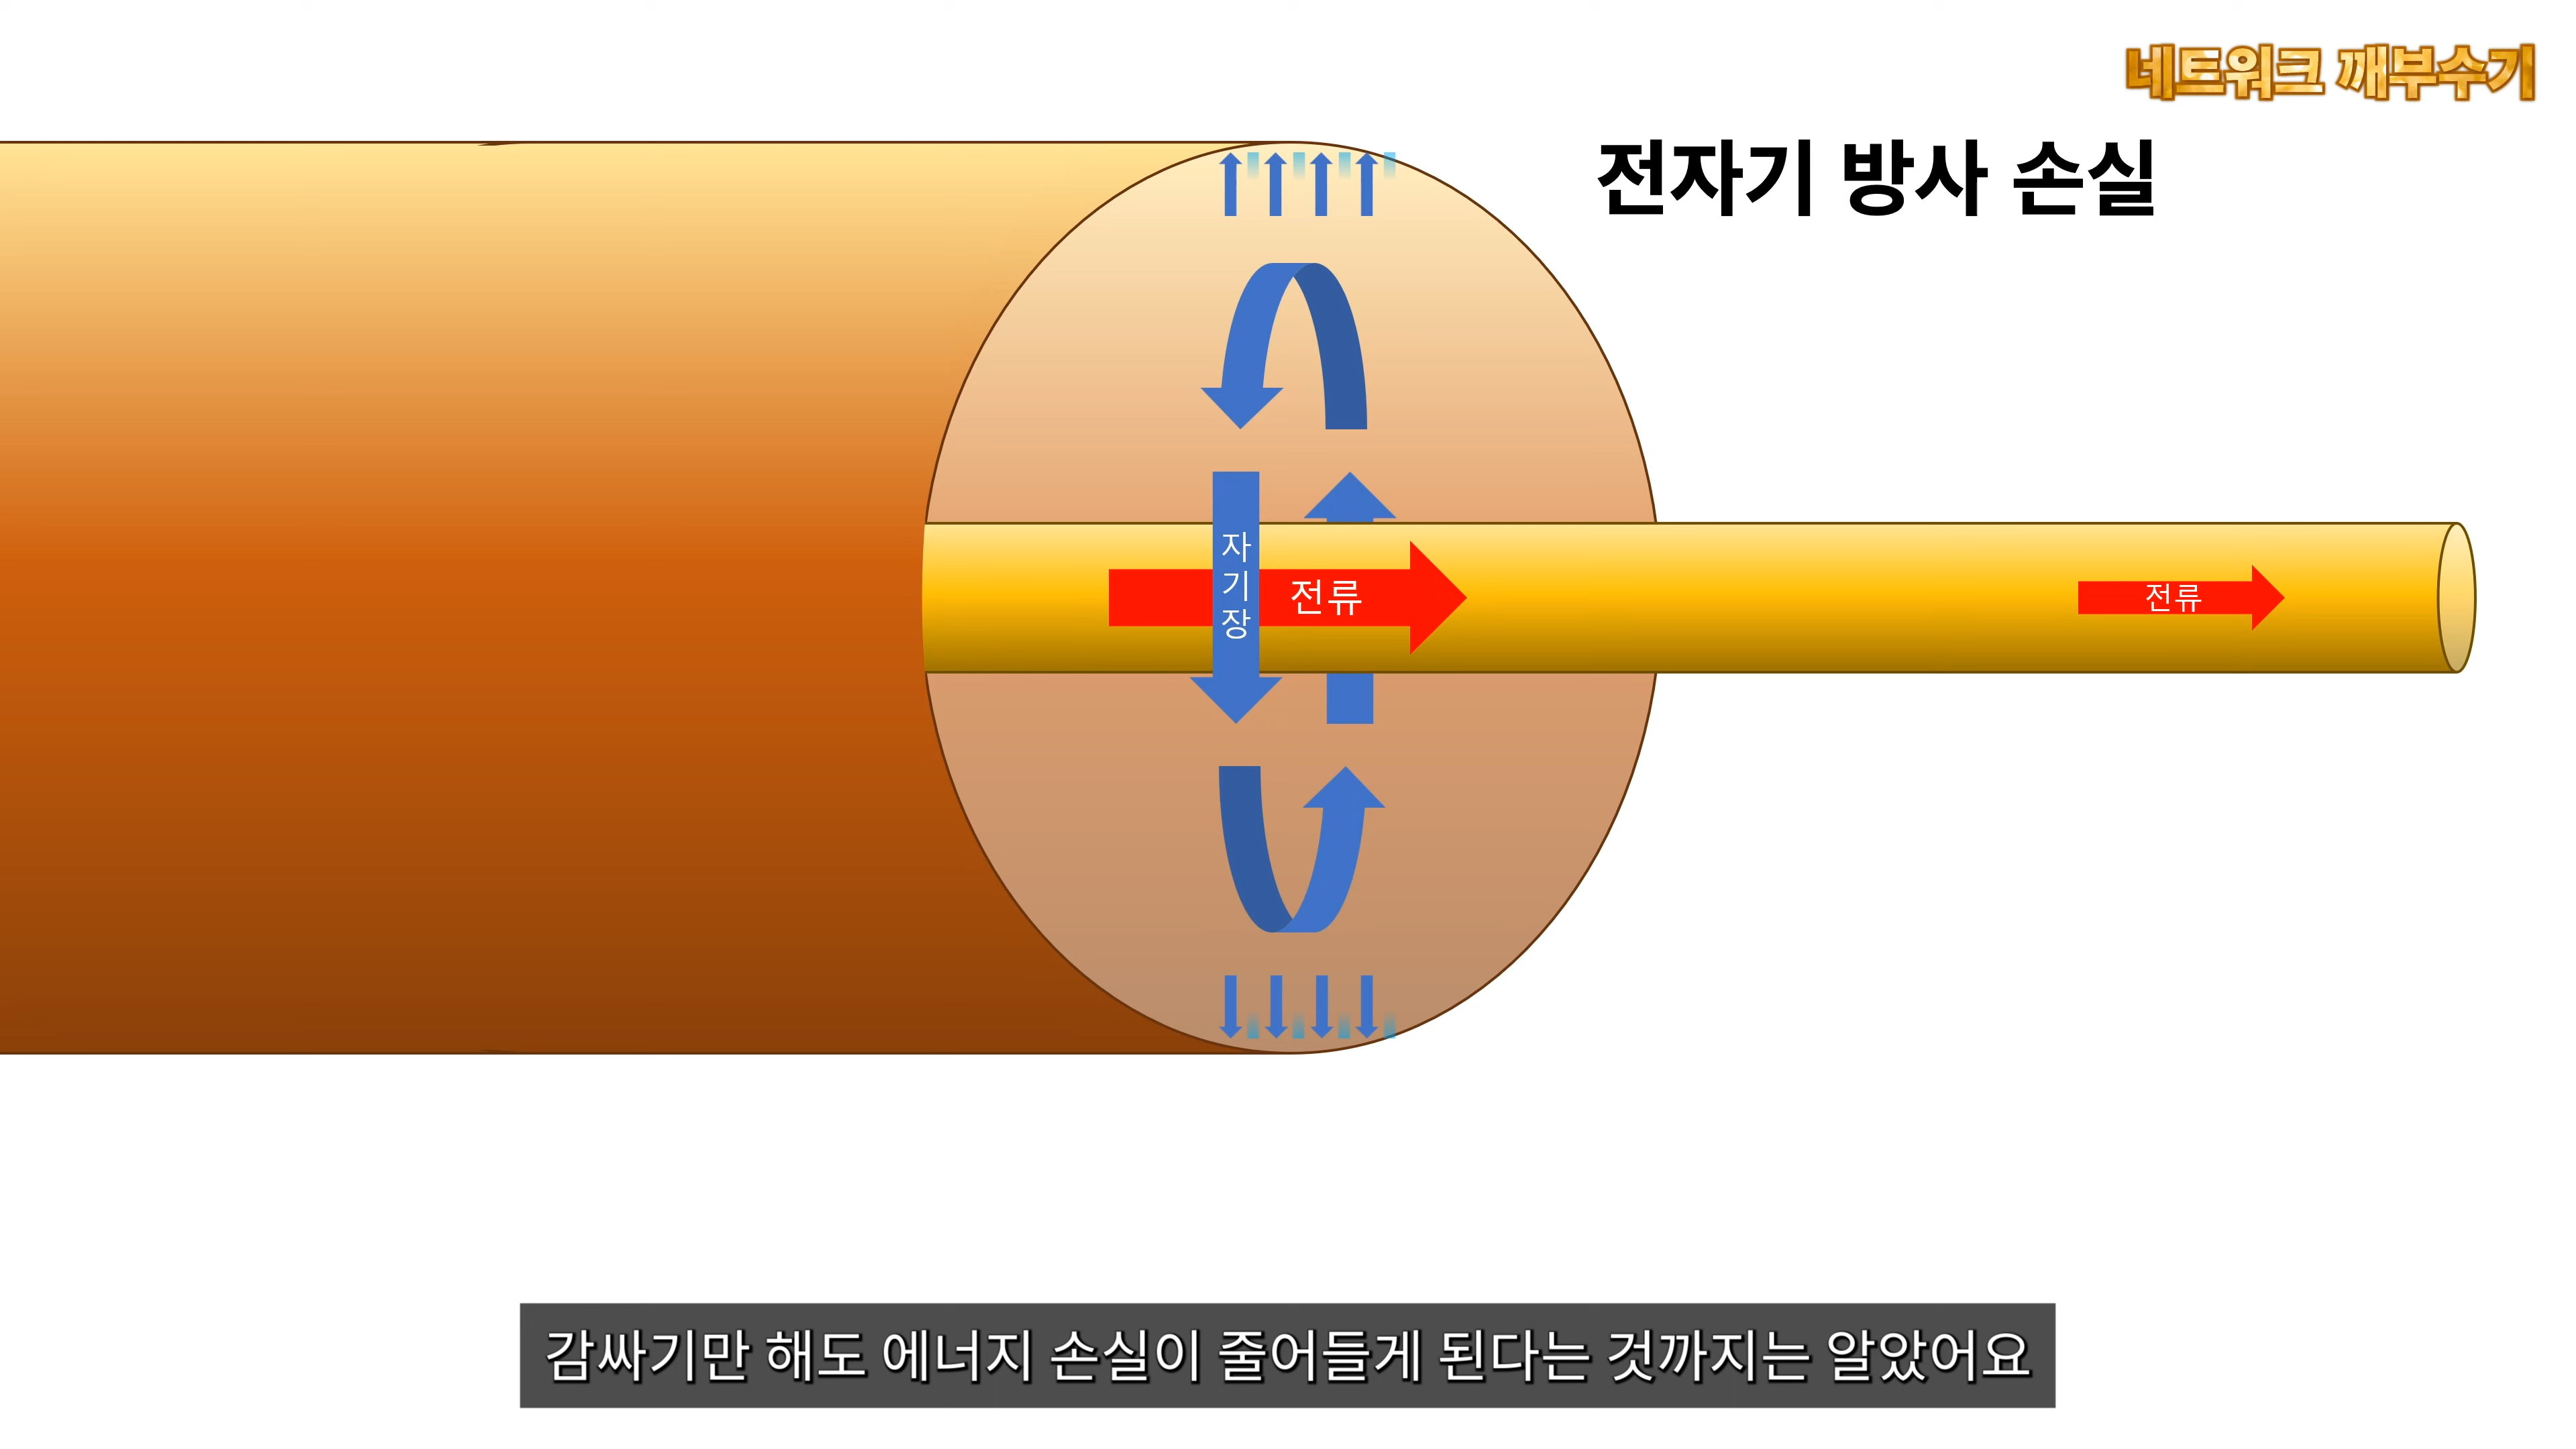 네트워크 깨부수기
전자기 방사 손실
자기장
전류
전류
감싸기만 해도 에너지 손실이 줄어들게 된다는 것까지는 알았어요